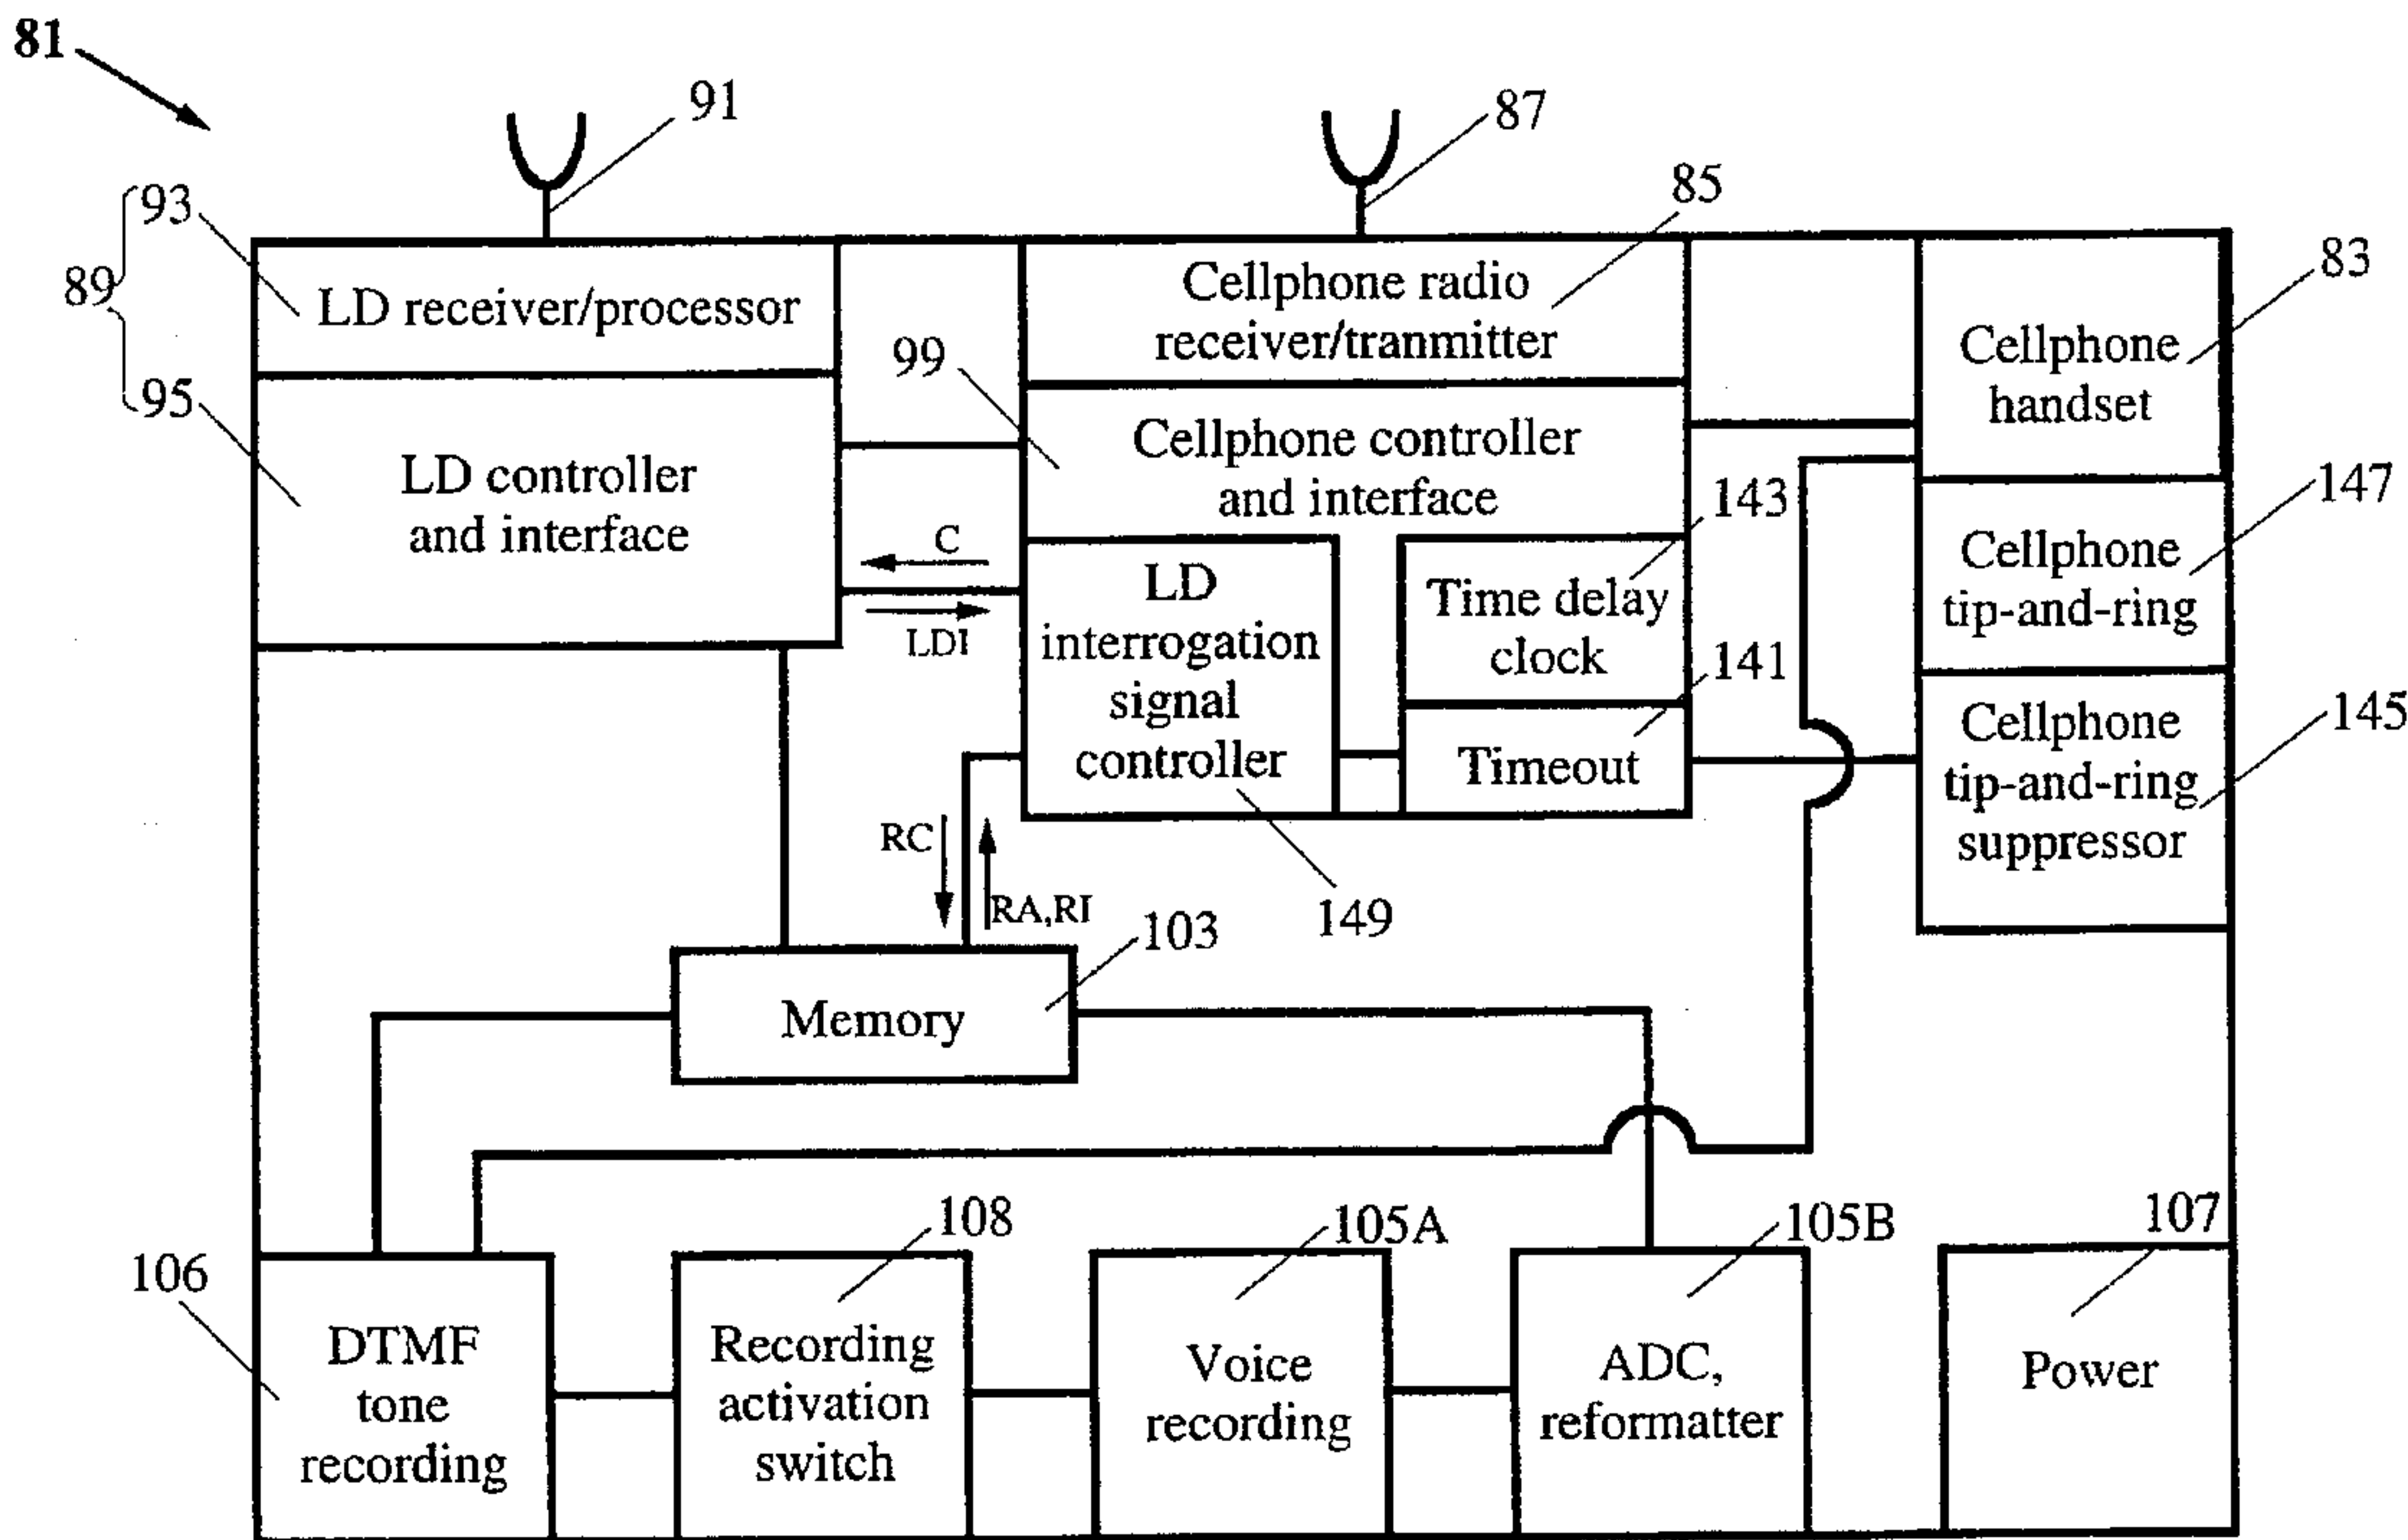 81
91
87
93
89
85
83
LD receiver/processor
Cellphone radio
receiver/tranmitter
99
Cellphone
handset
95
LD controller
and interface
Cellphone controller
and interface
143
147
C
LDI
LD
interrogation
signal
controller
Time delay
clock
141
Timeout
Cellphone
tip-and-ring
Cellphone
tip-and-ring
suppressor
145
RC
RA,RI
149
103
Memory
106
108
105A
105B
107
DTMF
tone
recording
Recording
activation
switch
Voice
recording
ADC,
reformatter
Power